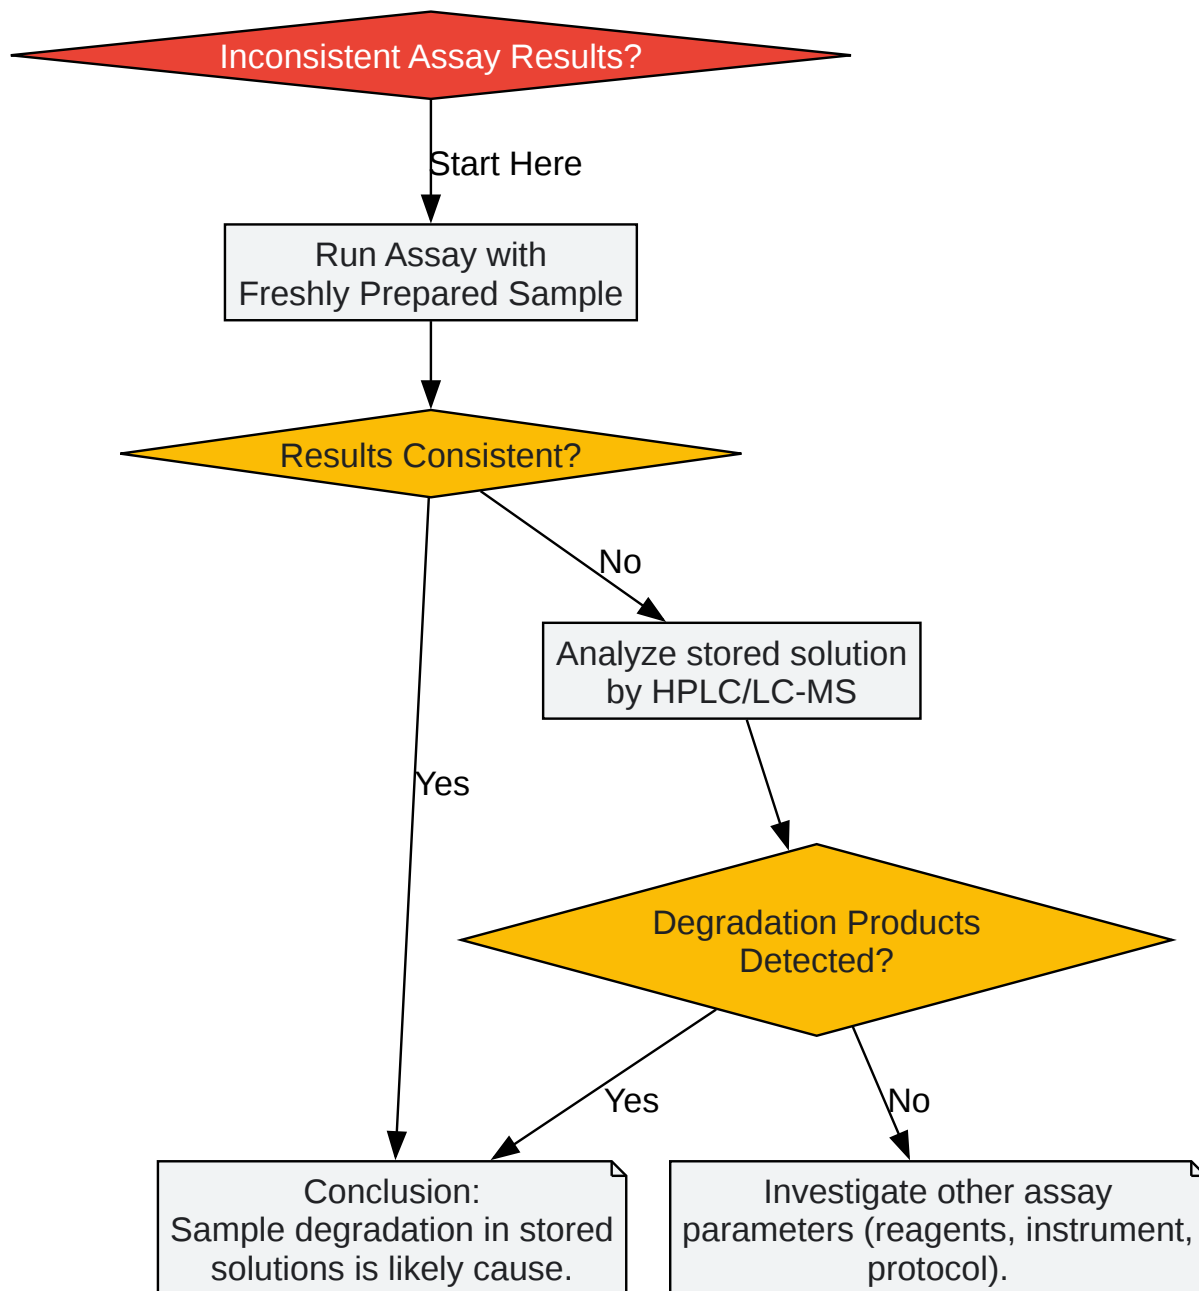 Inconsistent Assay Results?
Start Here
Run Assay with
Freshly Prepared Sample
Results Consistent?
No
Analyze stored solution
by HPLC/LC-MS
Yes
Degradation Products
Detected?
Yes
No
Conclusion:
Sample degradation in stored
solutions is likely cause.
Investigate other assay
parameters (reagents, instrument,
protocol).